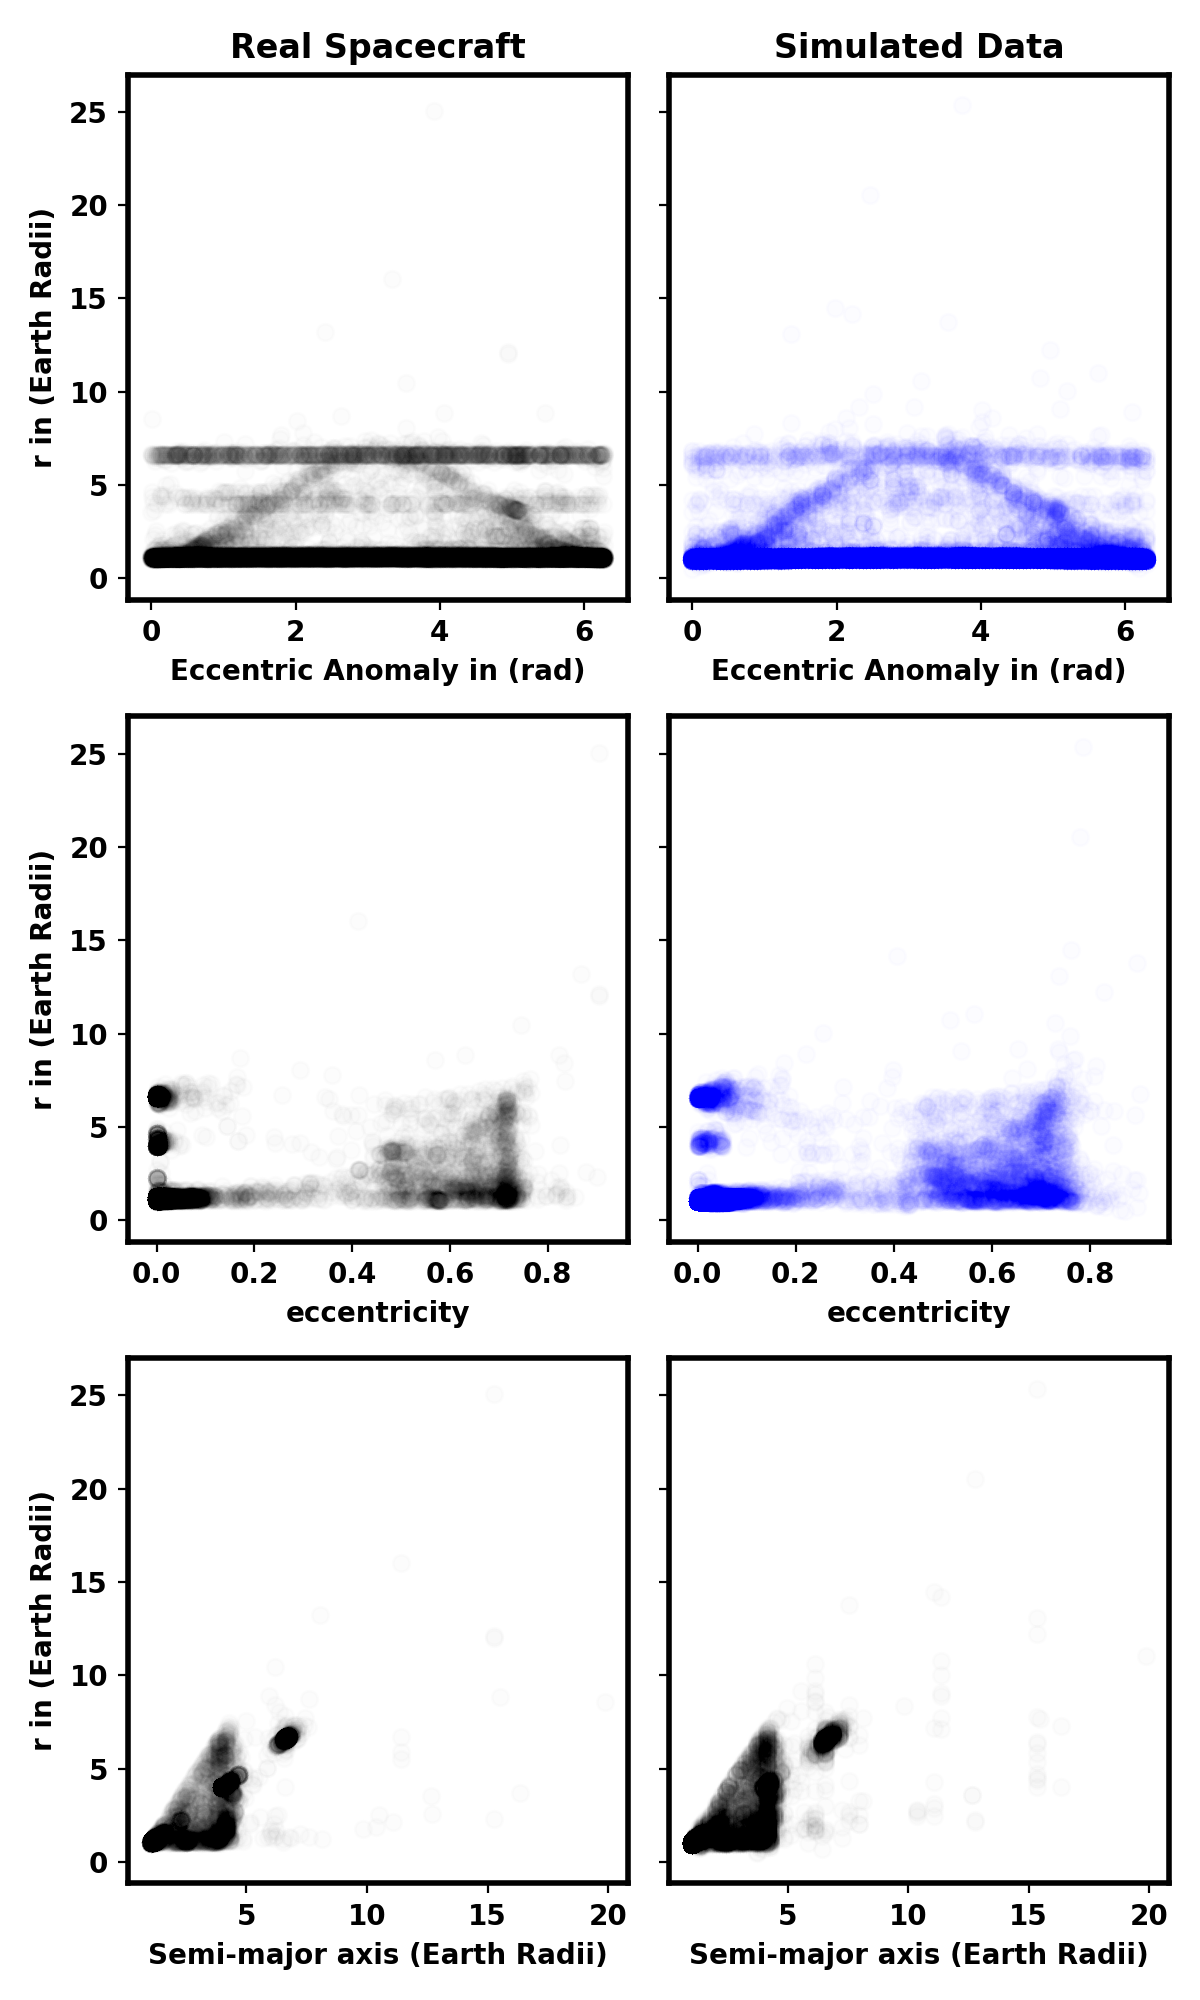 Real Spacecraft
Simulated Data
25
20
15
10
5
0
r in (Earth Radii)
0 2 4 6
0 2 4 6
Eccentric Anomaly in (rad)
Eccentric Anomaly in (rad)
25
20
15
10
5
0
r in (Earth Radii)
0.0 0.2 0.4 0.6 0.8
0.0 0.2 0.4 0.6 0.8
eccentricity
eccentricity
25
20
15
10
5
0
r in (Earth Radii)
5 10 15 20
5 10 15 20
Semi-major axis (Earth Radii)
Semi-major axis (Earth Radii)